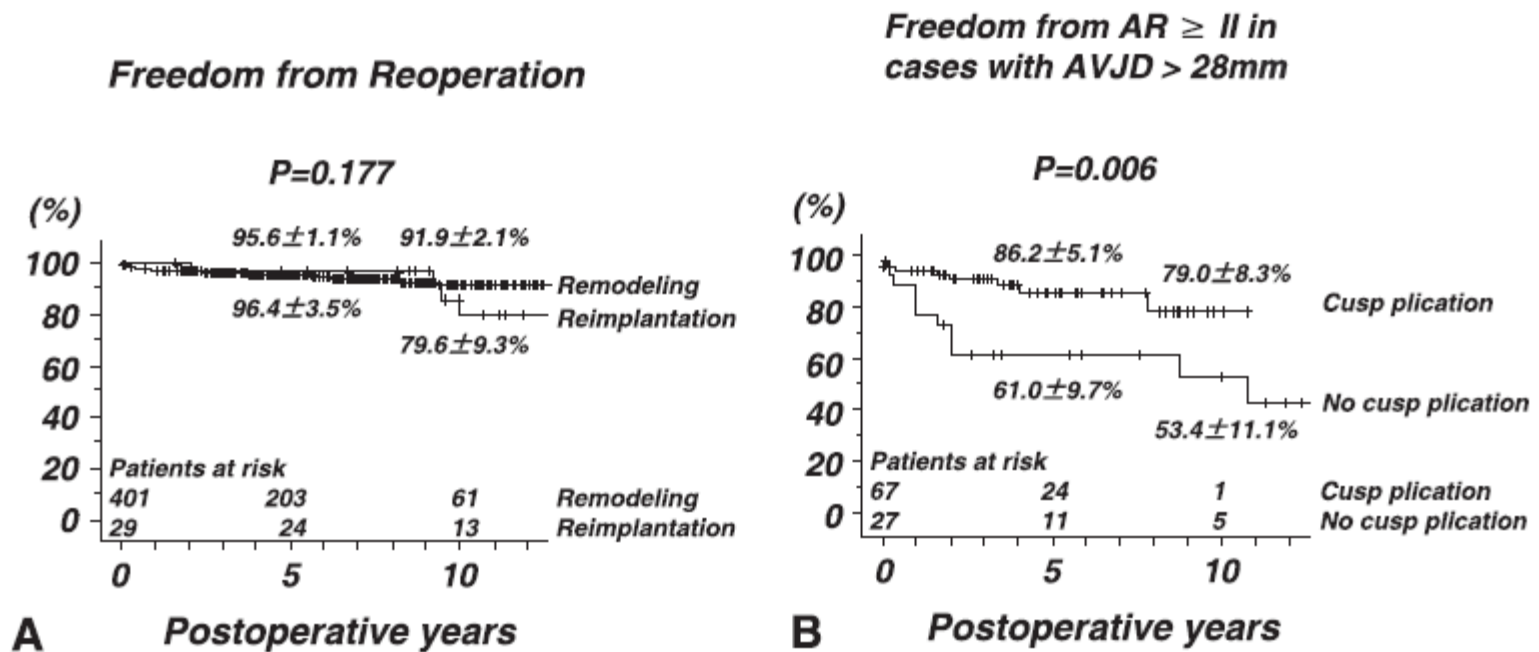 Freedom from Reoperation
P=0.177
(%)
95.6±1.1% 91.9±2.1%
100
Remodeling
96.4±3.5%
80
Reimplantation
79.6±9.3%
60
40
20
Patients at risk
401 203 61 Remodeling
0
29 24 13 Reimplantation
0 5 10
A Postoperative years
Freedom from AR ≥ II in
cases with AVJD > 28mm
P=0.006
(%)
86.2±5.1%
100
79.0±8.3%
Cusp plication
80
60
61.0±9.7%
No cusp plication
40
53.4±11.1%
20
Patients at risk
67 24 1 Cusp plication
0
27 11 5 No cusp plication
0 5 10
B Postoperative years